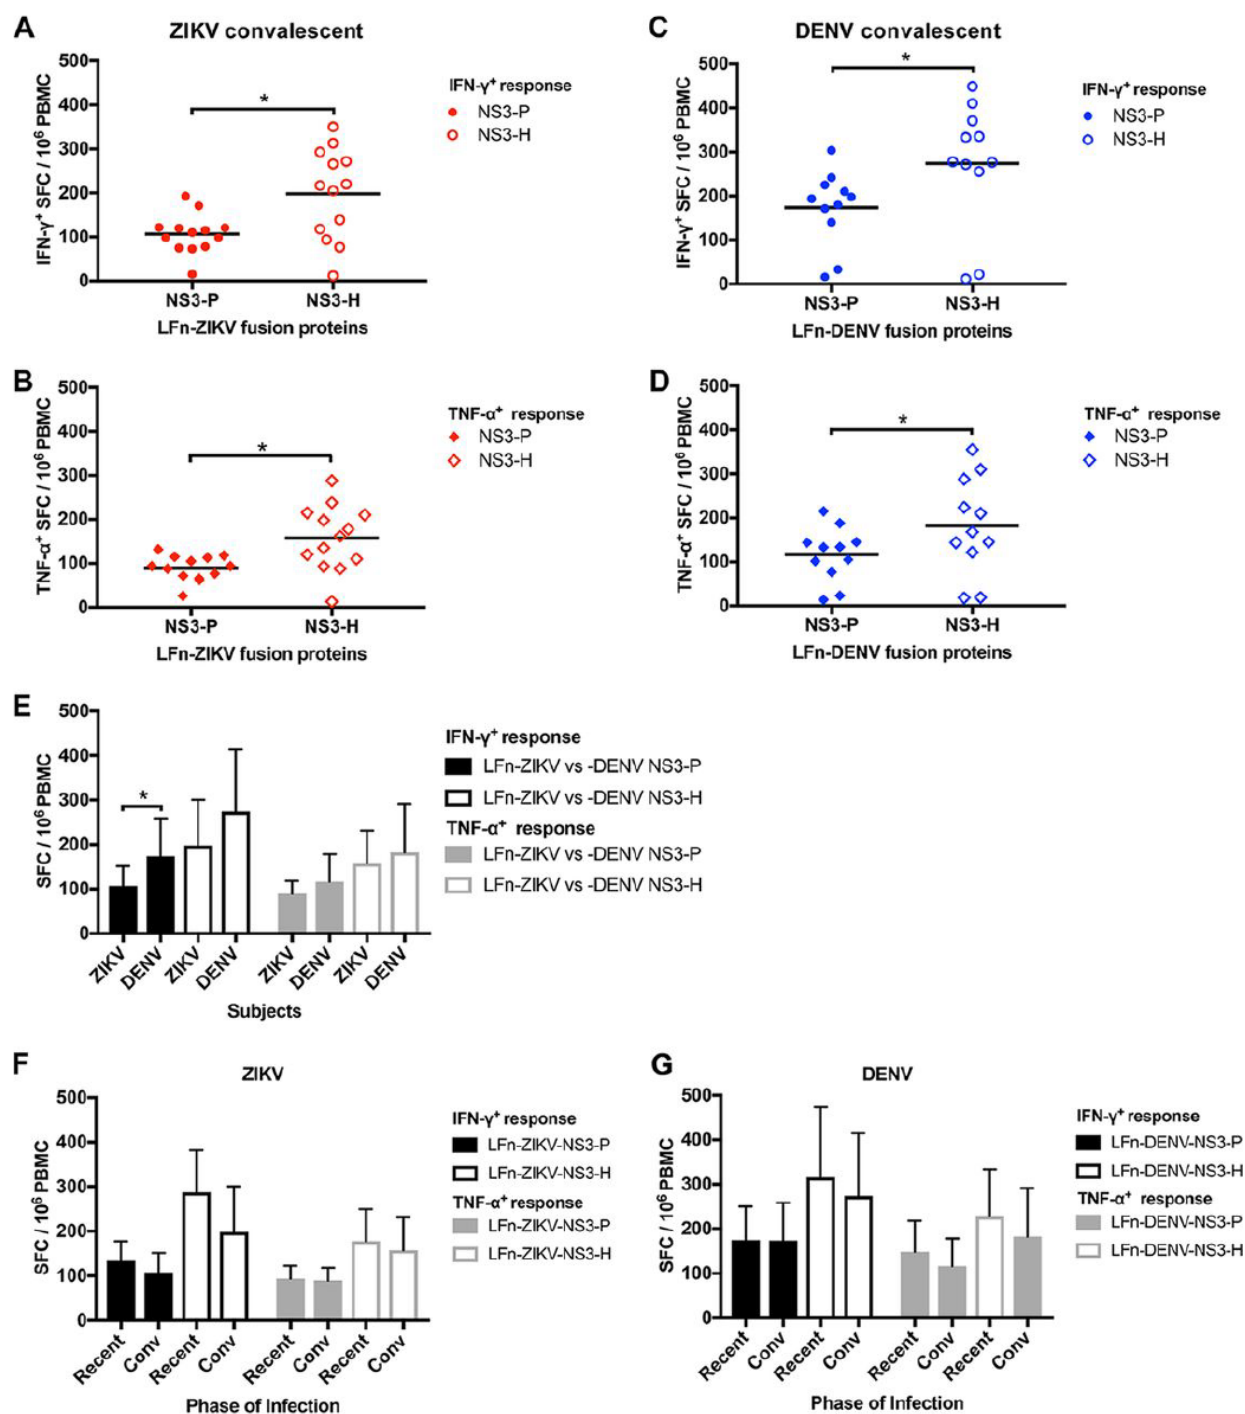 A
ZIKV convalescent
500
400
300
200
100
0
IFN-γ⁺ SFC / 10⁶ PBMC
*
NS3-P
NS3-H
LFn-ZIKV fusion proteins
IFN-γ⁺ response
NS3-P
NS3-H
C
DENV convalescent
500
400
300
200
100
0
IFN-γ⁺ SFC / 10⁶ PBMC
*
NS3-P
NS3-H
LFn-DENV fusion proteins
IFN-γ⁺ response
NS3-P
NS3-H
B
500
400
300
200
100
0
TNF-α⁺ SFC / 10⁶ PBMC
*
NS3-P
NS3-H
LFn-ZIKV fusion proteins
TNF-α⁺ response
NS3-P
NS3-H
D
500
400
300
200
100
0
TNF-α⁺ SFC / 10⁶ PBMC
*
NS3-P
NS3-H
LFn-DENV fusion proteins
TNF-α⁺ response
NS3-P
NS3-H
E
500
400
300
200
100
0
SFC / 10⁶ PBMC
*
ZIKV
DENV
ZIKV
DENV
ZIKV
DENV
ZIKV
DENV
Subjects
IFN-γ⁺ response
LFn-ZIKV vs -DENV NS3-P
LFn-ZIKV vs -DENV NS3-H
TNF-α⁺ response
LFn-ZIKV vs -DENV NS3-P
LFn-ZIKV vs -DENV NS3-H
F
ZIKV
500
400
300
200
100
0
SFC / 10⁶ PBMC
Recent
Conv
Recent
Conv
Recent
Conv
Recent
Conv
Phase of Infection
IFN-γ⁺ response
LFn-ZIKV-NS3-P
LFn-ZIKV-NS3-H
TNF-α⁺ response
LFn-ZIKV-NS3-P
LFn-ZIKV-NS3-H
G
DENV
500
400
300
200
100
0
SFC / 10⁶ PBMC
Recent
Conv
Recent
Conv
Recent
Conv
Recent
Conv
Phase of Infection
IFN-γ⁺ response
LFn-DENV-NS3-P
LFn-DENV-NS3-H
TNF-α⁺ response
LFn-DENV-NS3-P
LFn-DENV-NS3-H